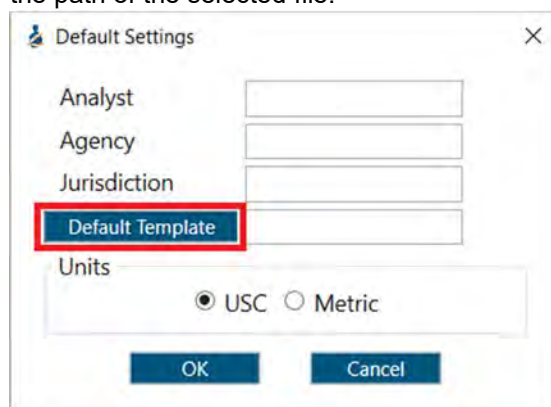 the path of the selected file.
Default Settings
Analyst
Agency
Jurisdiction
Default Template
Units
USC Metric
OK Cancel